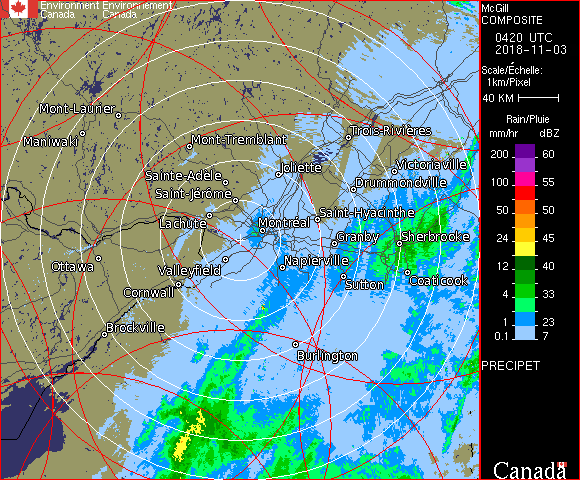 Environment Environnement
Canada Canada
McGill
COMPOSITE
0420 UTC
2018-11-03
Scale/Échelle:
1km/Pixel
40 KM
Rain/Pluie
mm/hr dBZ
200 60
100 55
50 50
24 45
12 40
4 33
1 23
0.1 7
PRECIPET
Canada
Mont-Laurier
Maniwaki
Mont-Tremblant
Trois-Rivières
Joliette
Victoriaville
Sainte-Adèle
Drummondville
Saint-Jérôme
Lachute
Saint-Hyacinthe
Montréal
Granby
Sherbrooke
Ottawa
Valleyfield
Napierville
Cornwall
Sutton
Coaticook
Brockville
Burlington